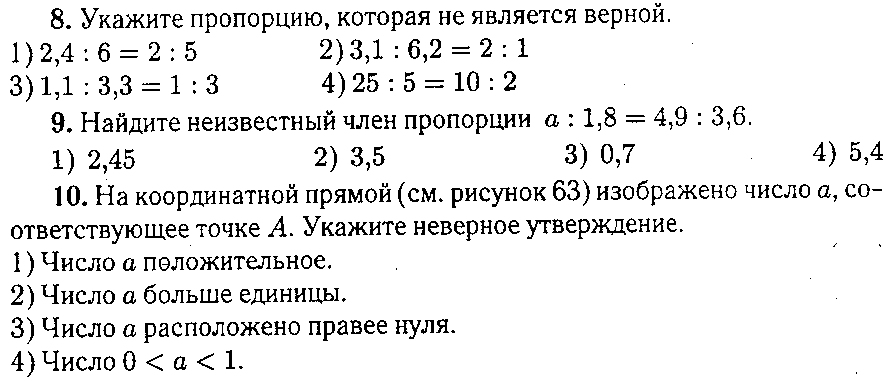 8. Укажите пропорцию, которая не является верной.
1) 2,4 : 6 = 2 : 5 2) 3,1 : 6,2 = 2 : 1
3) 1,1 : 3,3 = 1 : 3 4) 25 : 5 = 10 : 2
9. Найдите неизвестный член пропорции a : 1,8 = 4,9 : 3,6.
1) 2,45 2) 3,5 3) 0,7 4) 5,4
10. На координатной прямой (см. рисунок 63) изображено число a, со-
ответствующее точке A. Укажите неверное утверждение.
1) Число a положительное.
2) Число a больше единицы.
3) Число a расположено правее нуля.
4) Число 0 < a < 1.